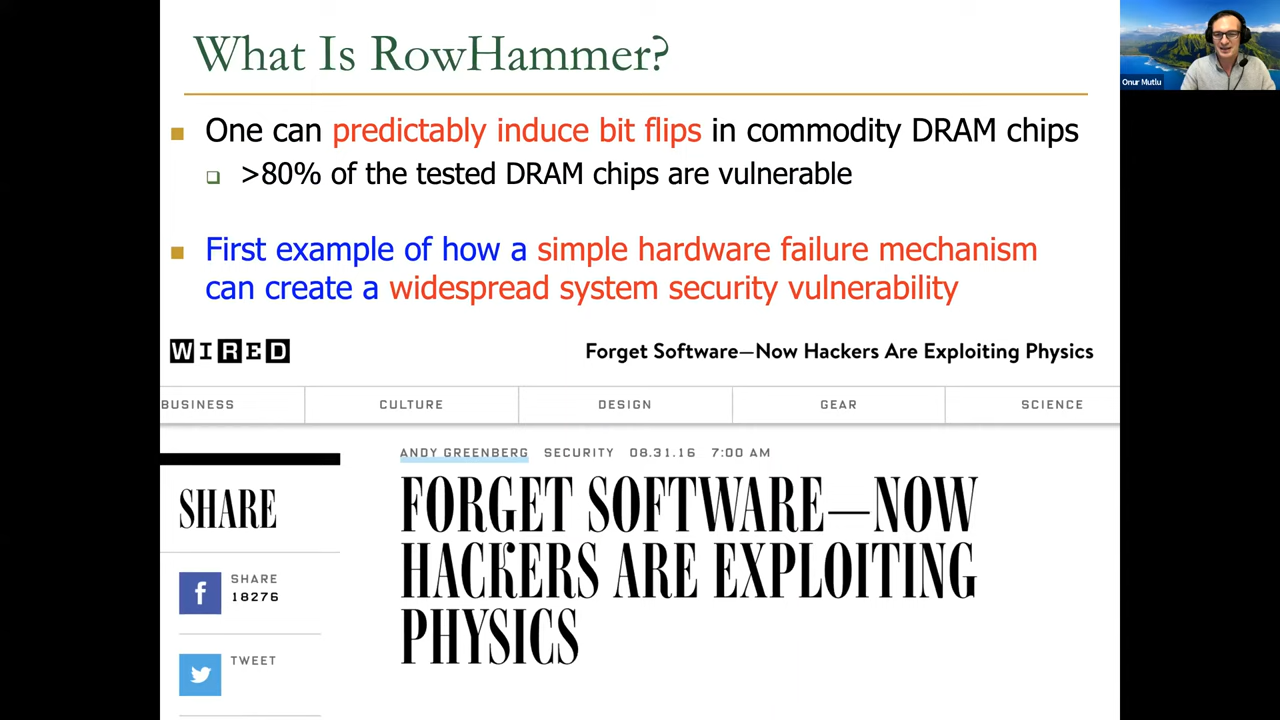 What Is RowHammer?
Onur Mutlu
One can predictably induce bit flips in commodity DRAM chips
>80% of the tested DRAM chips are vulnerable
First example of how a simple hardware failure mechanism
can create a widespread system security vulnerability
WIRED
Forget Software—Now Hackers Are Exploiting Physics
BUSINESS CULTURE DESIGN GEAR SCIENCE
ANDY GREENBERG SECURITY 08.31.16 7:00 AM
SHARE
FORGET SOFTWARE—NOW
HACKERS ARE EXPLOITING
PHYSICS
SHARE
18276
TWEET